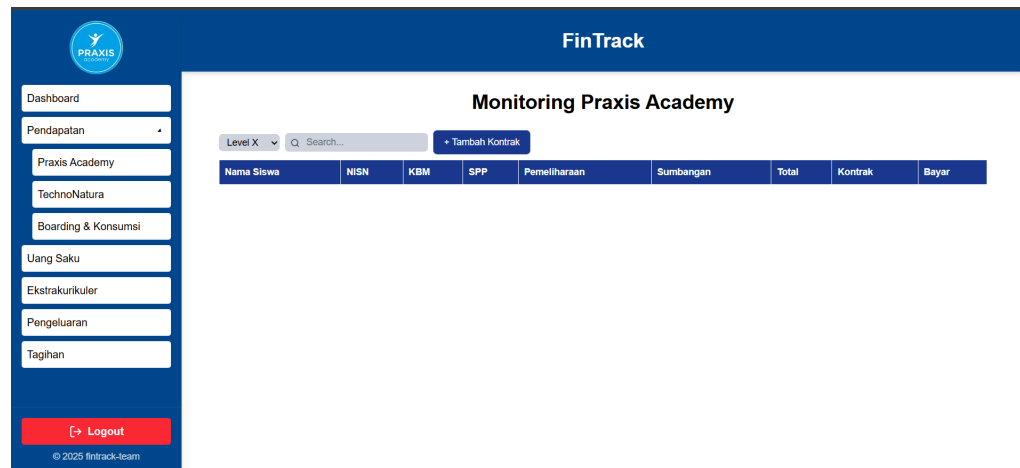 PRAXIS
academy
FinTrack
Dashboard
Pendapatan
Praxis Academy
TechnoNatura
Boarding & Konsumsi
Uang Saku
Ekstrakurikuler
Pengeluaran
Tagihan
Logout
© 2025 fintrack-team
Monitoring Praxis Academy
Level X Search... + Tambah Kontrak
Nama Siswa NISN KBM SPP Pemeliharaan Sumbangan Total Kontrak Bayar